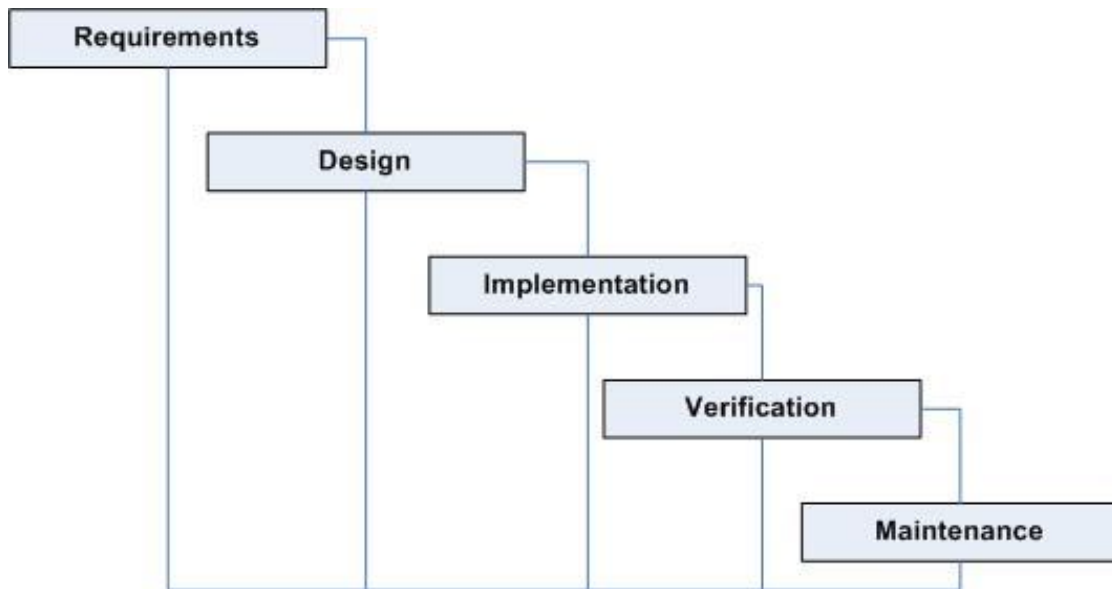 Requirements
Design
Implementation
Verification
Maintenance